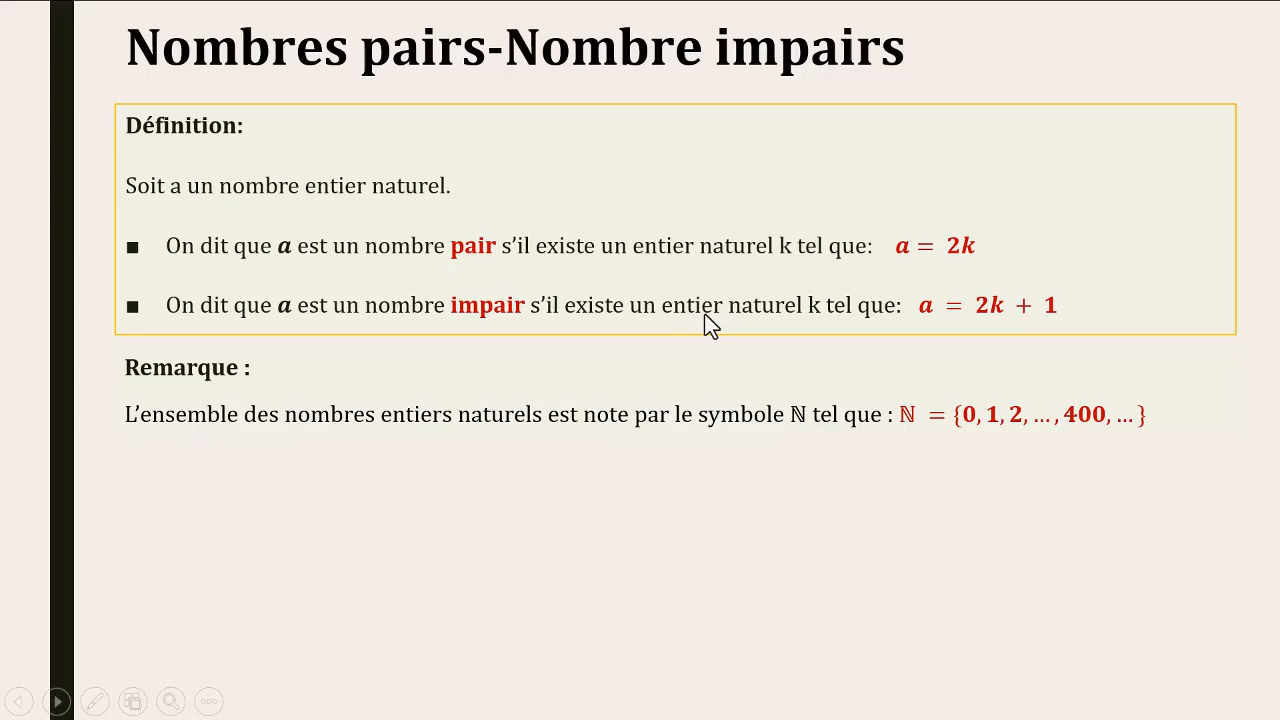 Nombres pairs-Nombre impairs
Définition:
Soit a un nombre entier naturel.
▪ On dit que a est un nombre pair s’il existe un entier naturel k tel que: a = 2k
▪ On dit que a est un nombre impair s’il existe un entier naturel k tel que: a = 2k + 1
Remarque :
L’ensemble des nombres entiers naturels est note par le symbole ℕ tel que : ℕ = {0, 1, 2, … , 400, … }